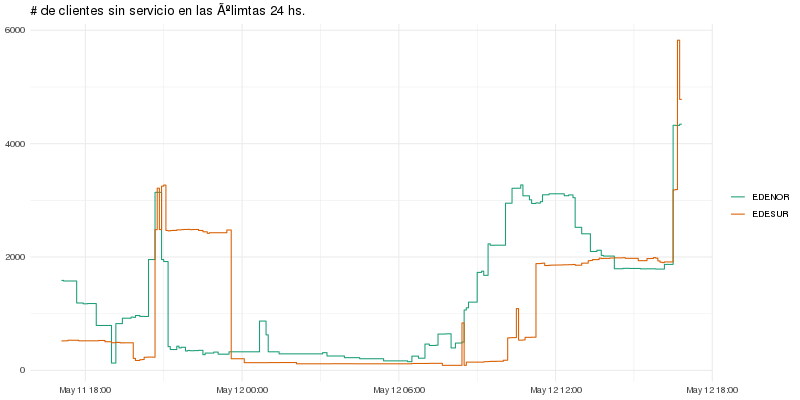 # de clientes sin servicio en las Ãºlimtas 24 hs.
6000
4000
2000
0
May 11 18:00
May 12 00:00
May 12 06:00
May 12 12:00
May 12 18:00
EDENOR
EDESUR